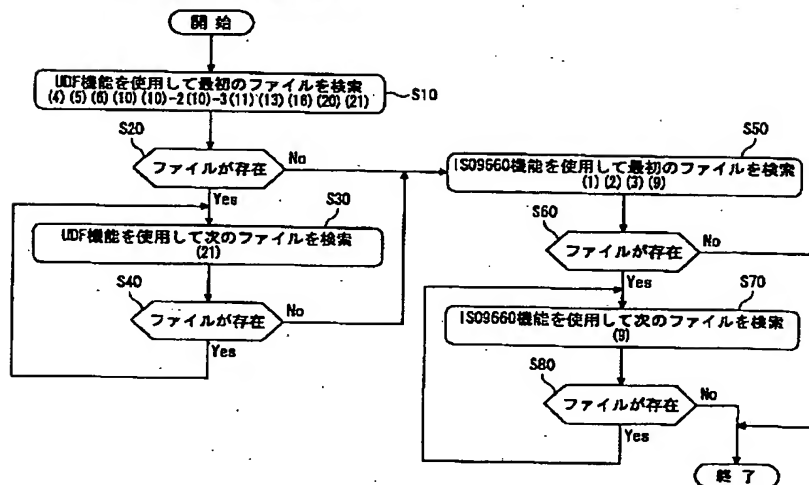 開 始
UDF機能を使用して最初のファイルを検索
(4) (5) (6) (10) (10)-2 (10)-3 (11) (13) (16) (20) (21)
S10
S20
ファイルが存在
No
Yes
S30
UDF機能を使用して次のファイルを検索
(21)
S40
ファイルが存在
No
Yes
S50
ISO9660機能を使用して最初のファイルを検索
(1) (2) (3) (9)
S60
ファイルが存在
No
Yes
S70
ISO9660機能を使用して次のファイルを検索
(9)
S80
ファイルが存在
No
Yes
終 了